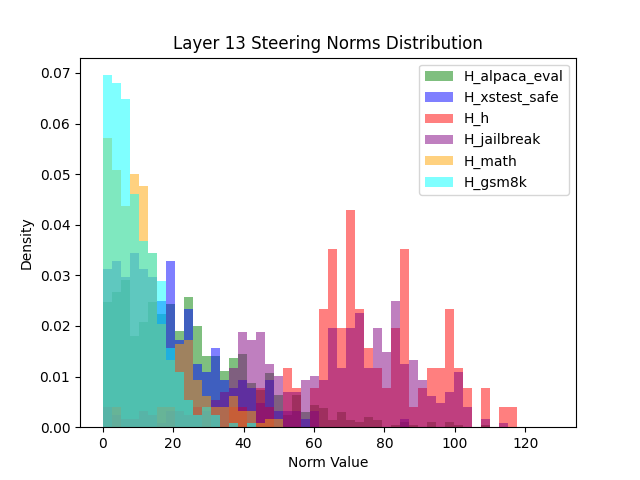 Layer 13 Steering Norms Distribution
0.07
0.06
0.05
0.04
0.03
0.02
0.01
0.00
Density
H_alpaca_eval
H_xstest_safe
H_h
H_jailbreak
H_math
H_gsm8k
0 20 40 60 80 100 120
Norm Value